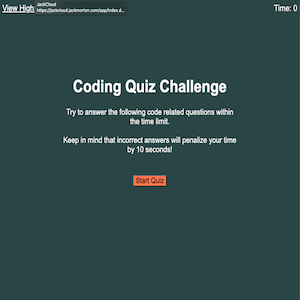 View High
JackCloud
https://jackcloud.jackmorton.com/app/index.d...
Time: 0
Coding Quiz Challenge
Try to answer the following code related questions within
the time limit.
Keep in mind that incorrect answers will penalize your time
by 10 seconds!
Start Quiz